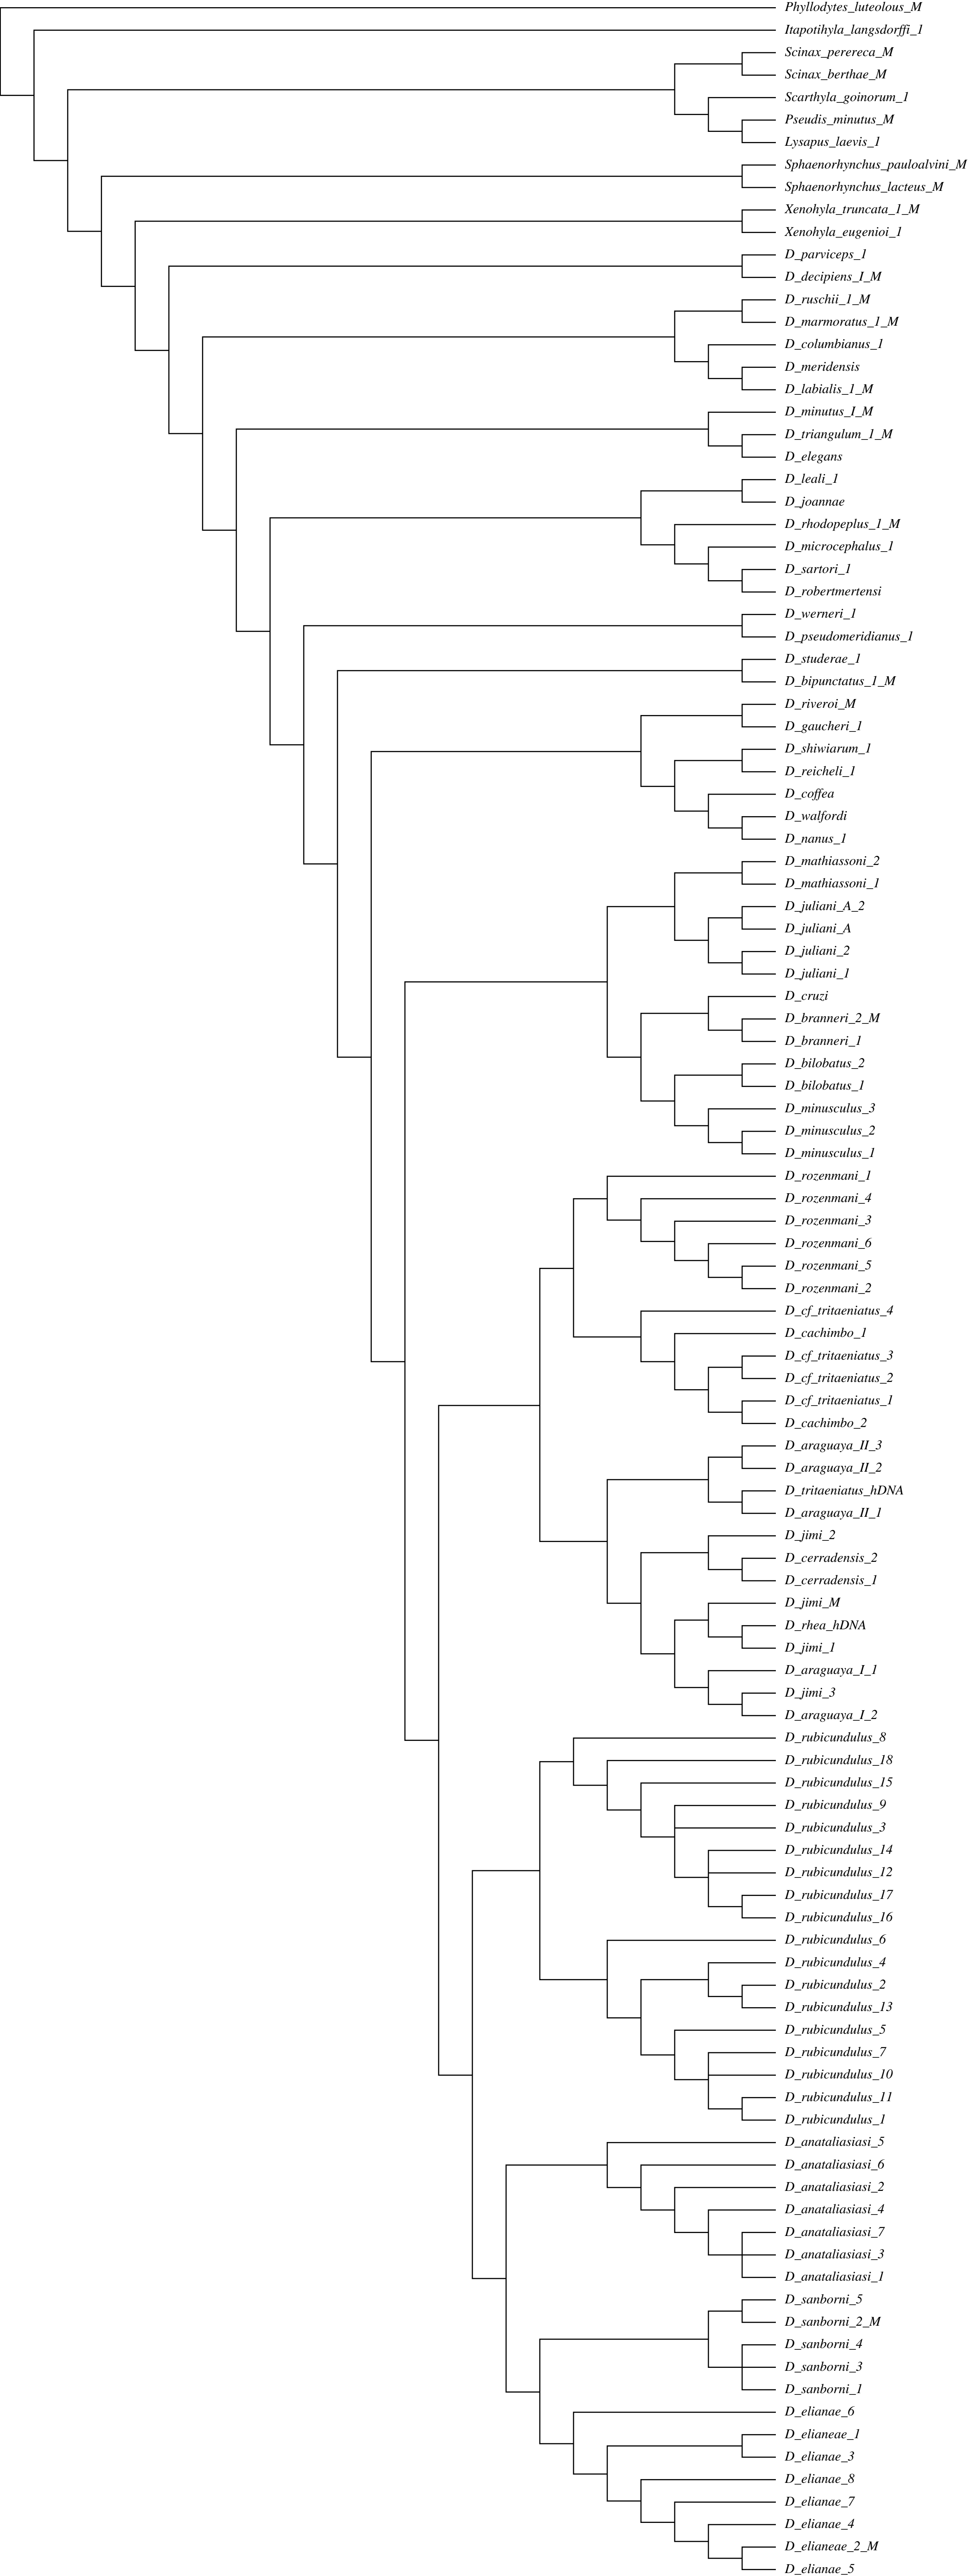 Phyllodytes_luteolous_M
Itapotihyla_langsdorffi_1
Scinax_perereca_M
Scinax_berthae_M
Scarthyla_goinorum_1
Pseudis_minutus_M
Lysapus_laevis_1
Sphaenorhynchus_pauloalvini_M
Sphaenorhynchus_lacteus_M
Xenohyla_truncata_1_M
Xenohyla_eugenioi_1
D_parviceps_1
D_decipiens_I_M
D_ruschii_1_M
D_marmoratus_1_M
D_columbianus_1
D_meridensis
D_labialis_1_M
D_minutus_I_M
D_triangulum_1_M
D_elegans
D_leali_1
D_joannae
D_rhodopeplus_1_M
D_microcephalus_1
D_sartori_1
D_robertmertensi
D_werneri_1
D_pseudomeridianus_1
D_studerae_1
D_bipunctatus_1_M
D_riveroi_M
D_gaucheri_1
D_shiwiarum_1
D_reicheli_1
D_coffea
D_walfordi
D_nanus_1
D_mathiassoni_2
D_mathiassoni_1
D_juliani_A_2
D_juliani_A
D_juliani_2
D_juliani_1
D_cruzi
D_branneri_2_M
D_branneri_1
D_bilobatus_2
D_bilobatus_1
D_minusculus_3
D_minusculus_2
D_minusculus_1
D_rozenmani_1
D_rozenmani_4
D_rozenmani_3
D_rozenmani_6
D_rozenmani_5
D_rozenmani_2
D_cf_tritaeniatus_4
D_cachimbo_1
D_cf_tritaeniatus_3
D_cf_tritaeniatus_2
D_cf_tritaeniatus_1
D_cachimbo_2
D_araguaya_II_3
D_araguaya_II_2
D_tritaeniatus_hDNA
D_araguaya_II_1
D_jimi_2
D_cerradensis_2
D_cerradensis_1
D_jimi_M
D_rhea_hDNA
D_jimi_1
D_araguaya_I_1
D_jimi_3
D_araguaya_I_2
D_rubicundulus_8
D_rubicundulus_18
D_rubicundulus_15
D_rubicundulus_9
D_rubicundulus_3
D_rubicundulus_14
D_rubicundulus_12
D_rubicundulus_17
D_rubicundulus_16
D_rubicundulus_6
D_rubicundulus_4
D_rubicundulus_2
D_rubicundulus_13
D_rubicundulus_5
D_rubicundulus_7
D_rubicundulus_10
D_rubicundulus_11
D_rubicundulus_1
D_anataliasiasi_5
D_anataliasiasi_6
D_anataliasiasi_2
D_anataliasiasi_4
D_anataliasiasi_7
D_anataliasiasi_3
D_anataliasiasi_1
D_sanborni_5
D_sanborni_2_M
D_sanborni_4
D_sanborni_3
D_sanborni_1
D_elianae_6
D_elianeae_1
D_elianae_3
D_elianae_8
D_elianae_7
D_elianae_4
D_elianeae_2_M
D_elianae_5